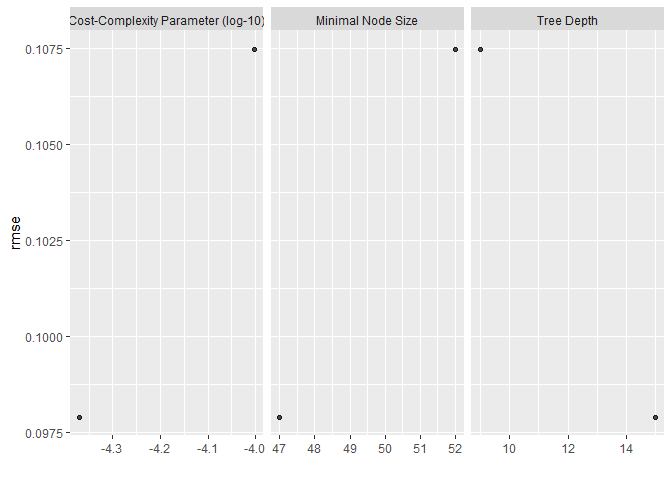 Cost-Complexity Parameter (log-10)
Minimal Node Size
Tree Depth
0.1075
0.1050
0.1025
0.1000
0.0975
rmse
-4.3 -4.2 -4.1 -4.0
47 48 49 50 51 52
10 12 14